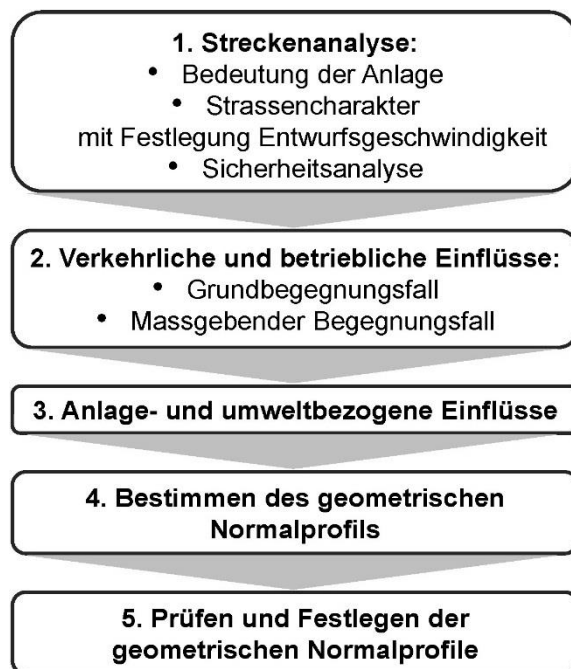 1. Streckenanalyse:
• Bedeutung der Anlage
• Strassencharakter
mit Festlegung Entwurfsgeschwindigkeit
• Sicherheitsanalyse
2. Verkehrliche und betriebliche Einflüsse:
• Grundbegegnungsfall
• Massgebender Begegnungsfall
3. Anlage- und umweltbezogene Einflüsse
4. Bestimmen des geometrischen
Normalprofils
5. Prüfen und Festlegen der
geometrischen Normalprofile